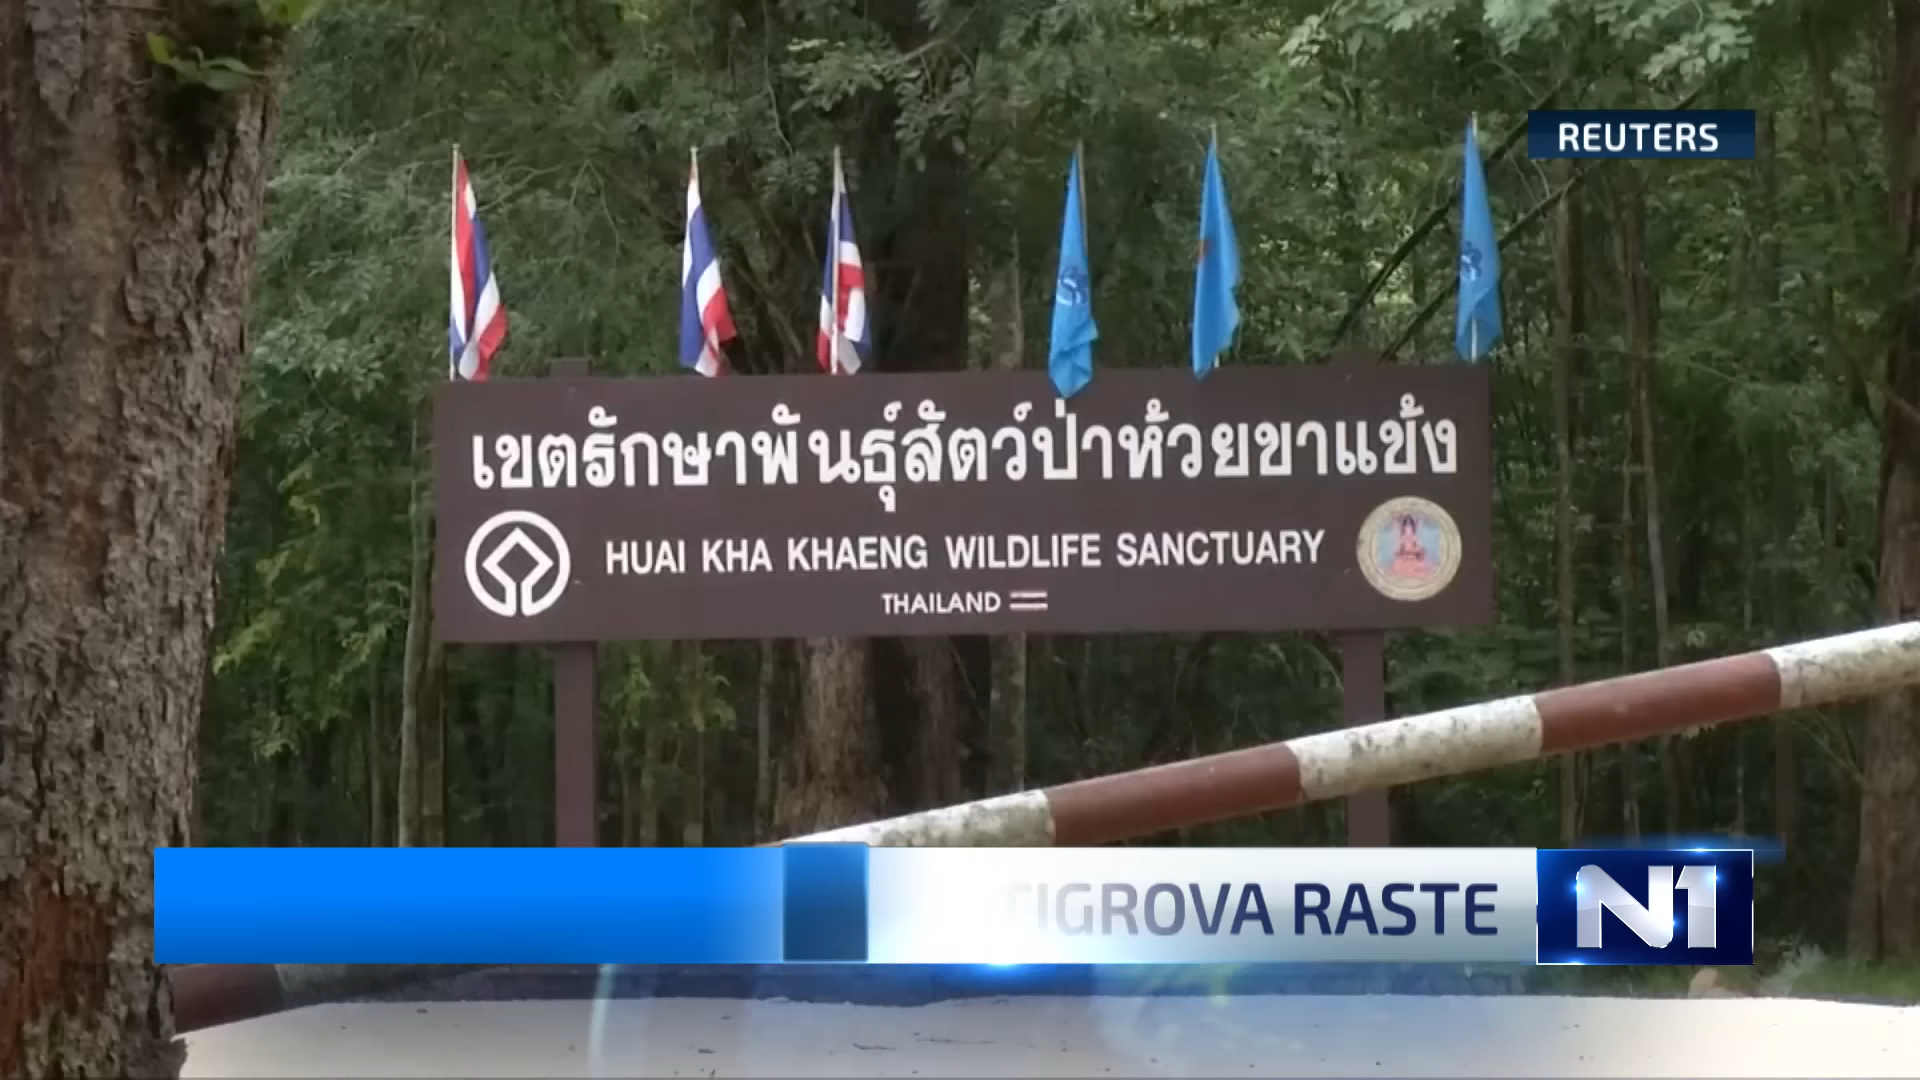 REUTERS
เขตรักษาพันธุ์สัตว์ป่าห้วยขาแข้ง
HUAI KHA KHAENG WILDLIFE SANCTUARY
THAILAND
TIGROVA RASTE
N1